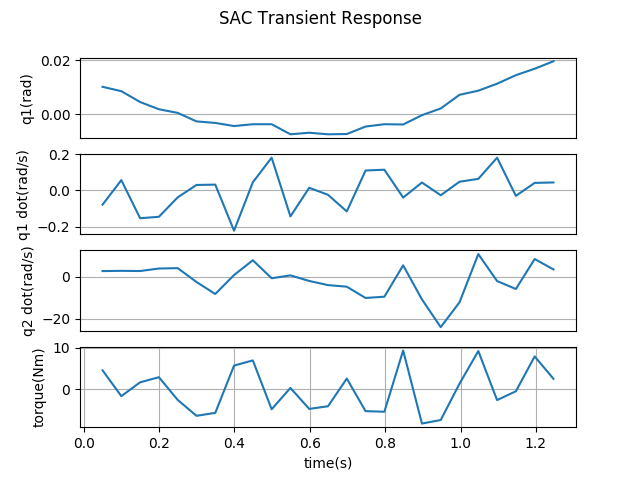 SAC Transient Response
q1(rad)
0.02
0.00
q1 dot(rad/s)
0.2
0.0
−0.2
q2 dot(rad/s)
0
−20
torque(Nm)
10
0
0.0 0.2 0.4 0.6 0.8 1.0 1.2
time(s)